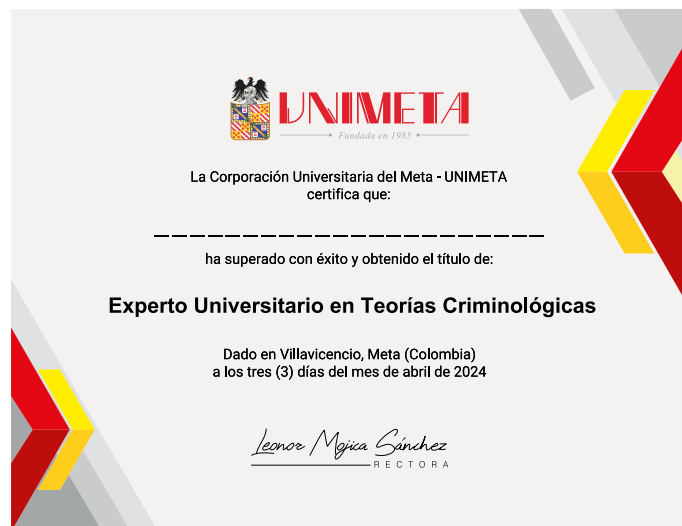 UNIMETA
Fundada en 1985
La Corporación Universitaria del Meta - UNIMETA
certifica que:
ha superado con éxito y obtenido el título de:
Experto Universitario en Teorías Criminológicas
Dado en Villavicencio, Meta (Colombia)
a los tres (3) días del mes de abril de 2024
Leonor Mojica Sánchez
RECTORA